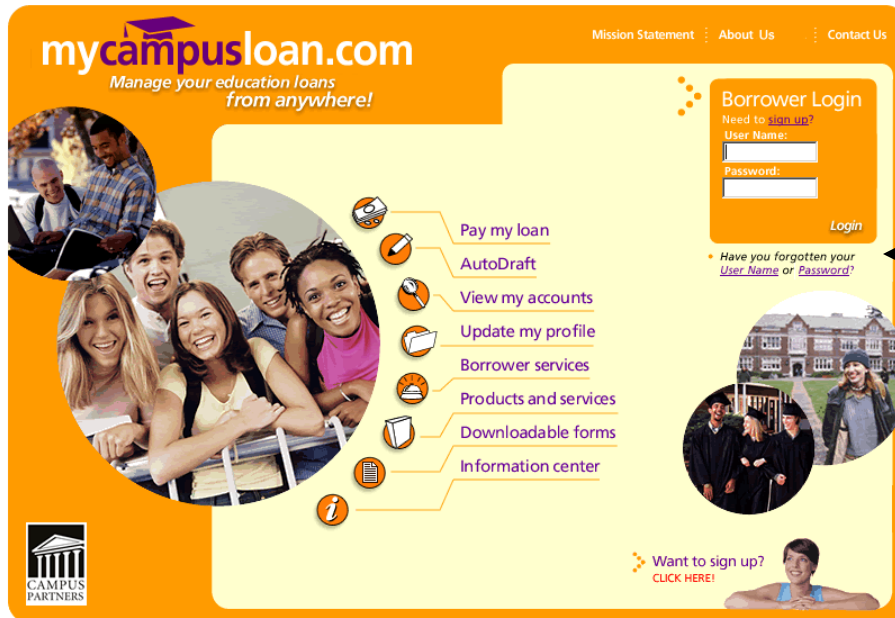 mycampusloan.com
Manage your education loans
from anywhere!
Mission Statement
About Us
Contact Us
Borrower Login
Need to sign up?
User Name:
Password:
Login
Have you forgotten your
User Name or Password?
Pay my loan
AutoDraft
View my accounts
Update my profile
Borrower services
Products and services
Downloadable forms
Information center
i
Want to sign up?
CLICK HERE!
CAMPUS
PARTNERS